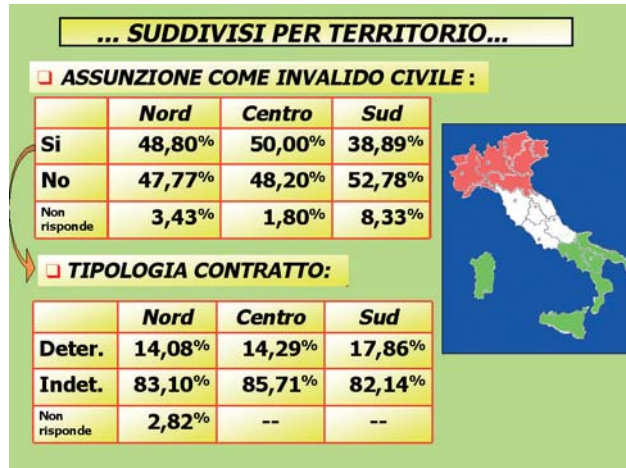 ... SUDDIVISI PER TERRITORIO...
ASSUNZIONE COME INVALIDO CIVILE :
Nord Centro Sud
Si 48,80% 50,00% 38,89%
No 47,77% 48,20% 52,78%
Non risponde 3,43% 1,80% 8,33%
TIPOLOGIA CONTRATTO:
Nord Centro Sud
Deter. 14,08% 14,29% 17,86%
Indet. 83,10% 85,71% 82,14%
Non risponde 2,82% -- --